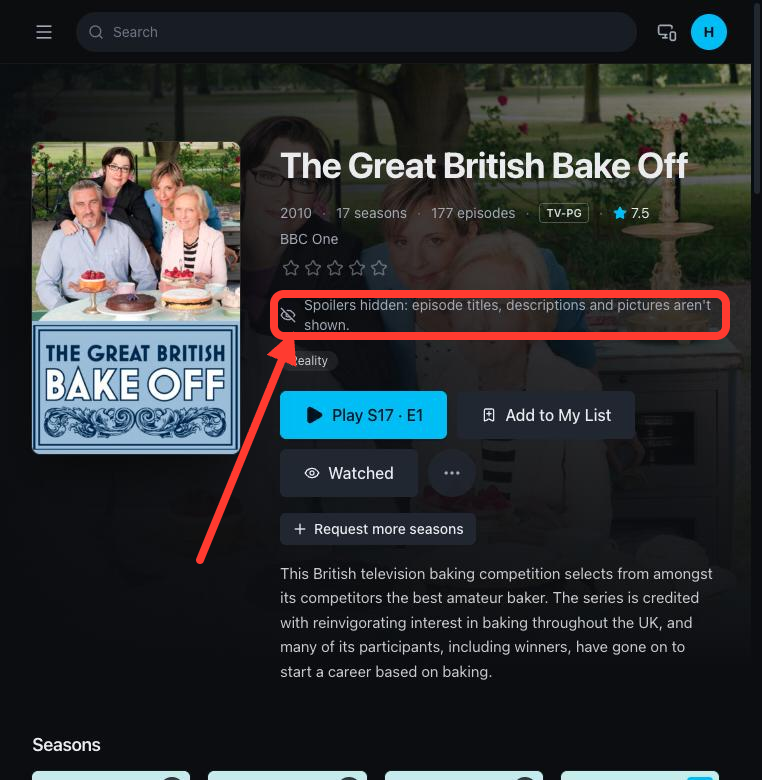 Search
H
The Great British Bake Off
2010 · 17 seasons · 177 episodes · TV-PG · 7.5
BBC One
Spoilers hidden: episode titles, descriptions and pictures aren't
shown.
THE GREAT BRITISH
BAKE OFF
Play S17 · E1
Add to My List
Watched
Request more seasons
This British television baking competition selects from amongst
its competitors the best amateur baker. The series is credited
with reinvigorating interest in baking throughout the UK, and
many of its participants, including winners, have gone on to
start a career based on baking.
Seasons